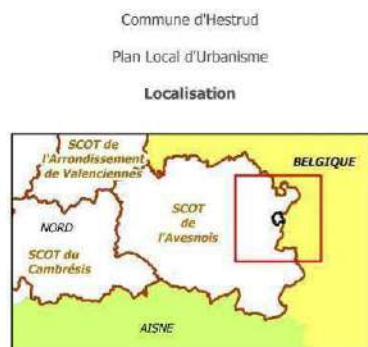 Commune d'Hestrud
Plan Local d'Urbanisme
Localisation
SCOT de
l'Arrondissement
de Valenciennes
BELGIQUE
NORD
SCOT
de
l'Avesnois
SCOT du
Cambrésis
AISNE